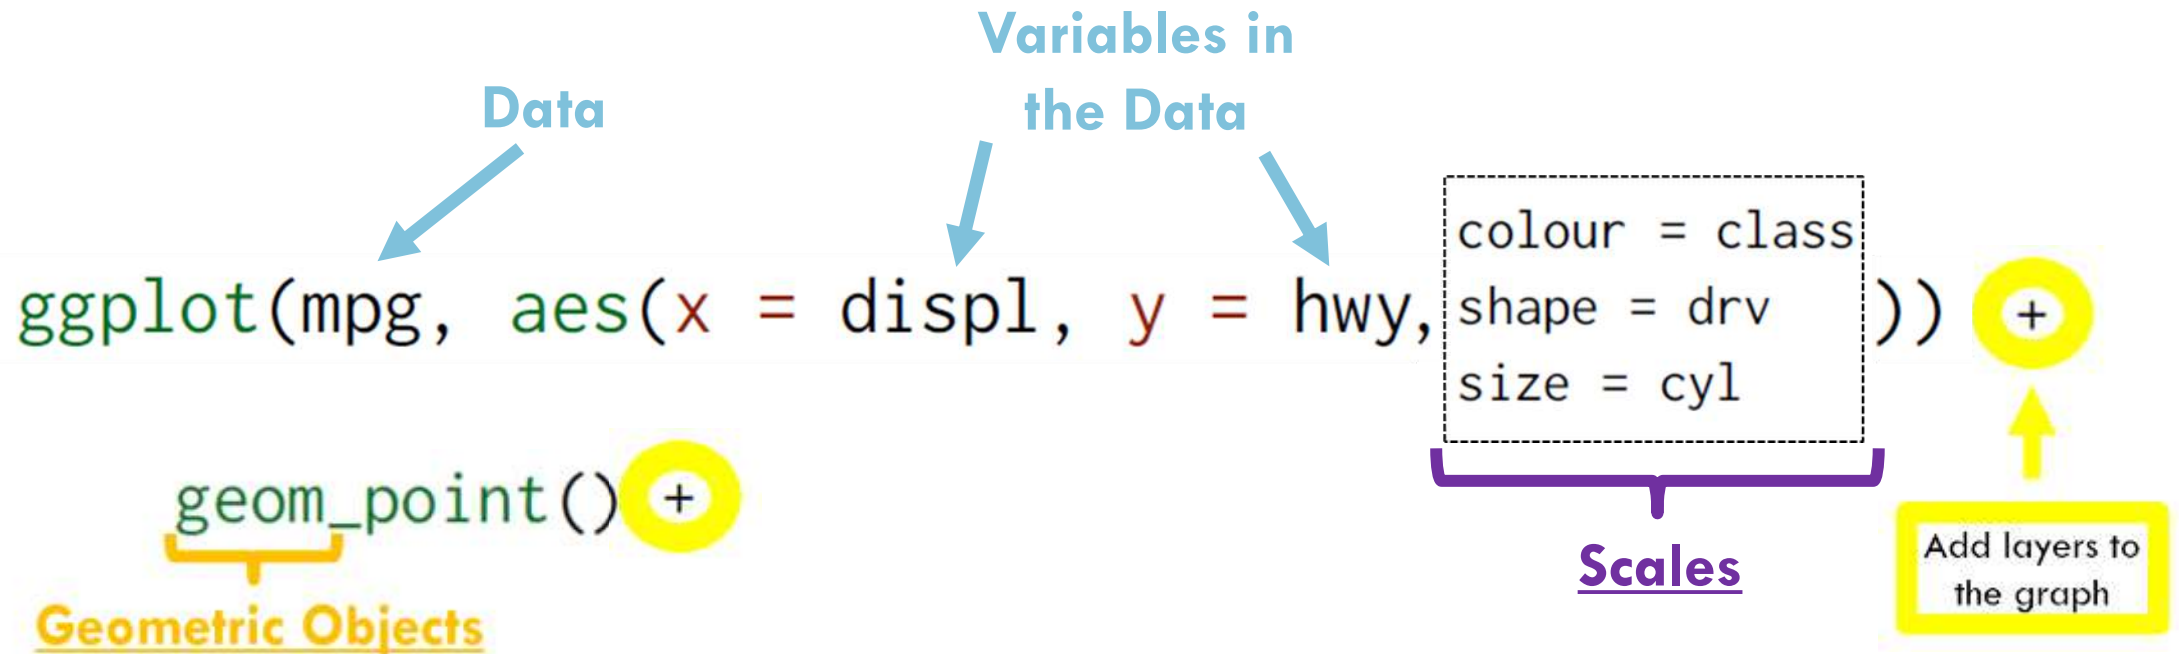 Variables in
the Data
Data
ggplot(mpg, aes(x = displ, y = hwy,
colour = class
shape = drv
size = cyl
)) +
geom_point() +
Geometric Objects
Scales
Add layers to
the graph